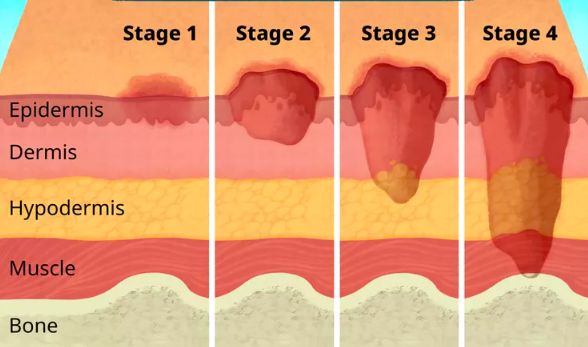 Stage 1
Stage 2
Stage 3
Stage 4
Epidermis
Dermis
Hypodermis
Muscle
Bone